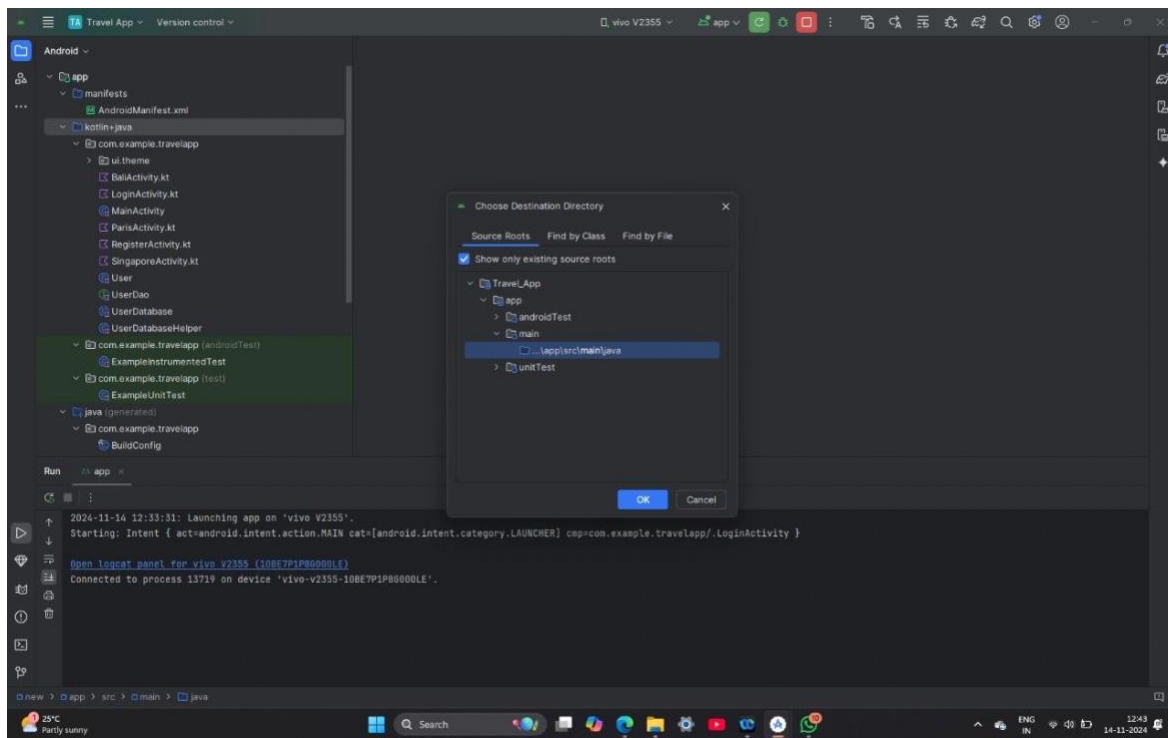 TA Travel App Version control vivo V2355 app
Android
app
manifests
AndroidManifest.xml
kotlin+java
com.example.travelapp
ui.theme
BaliActivity.kt
LoginActivity.kt
MainActivity
ParisActivity.kt
RegisterActivity.kt
SingaporeActivity.kt
User
UserDao
UserDatabase
UserDatabaseHelper
com.example.travelapp (androidTest)
ExampleInstrumentedTest
com.example.travelapp (test)
ExampleUnitTest
java (generated)
com.example.travelapp
BuildConfig
Choose Destination Directory
Source Roots Find by Class Find by File
Show only existing source roots
Travel_App
app
androidTest
main
...\app\src\main\java
unitTest
OK Cancel
Run app
2024-11-14 12:33:31: Launching app on 'vivo V2355'.
Starting: Intent { act=android.intent.action.MAIN cat=[android.intent.category.LAUNCHER] cmp=com.example.travelapp/.LoginActivity }
Open logcat panel for vivo V2355 (10BE7P1P8G000LE)
Connected to process 13719 on device 'vivo-v2355-10BE7P1P8G000LE'.
new > app > src > main > java
25°C
Partly sunny
Search
ENG
IN
12:43
14-11-2024